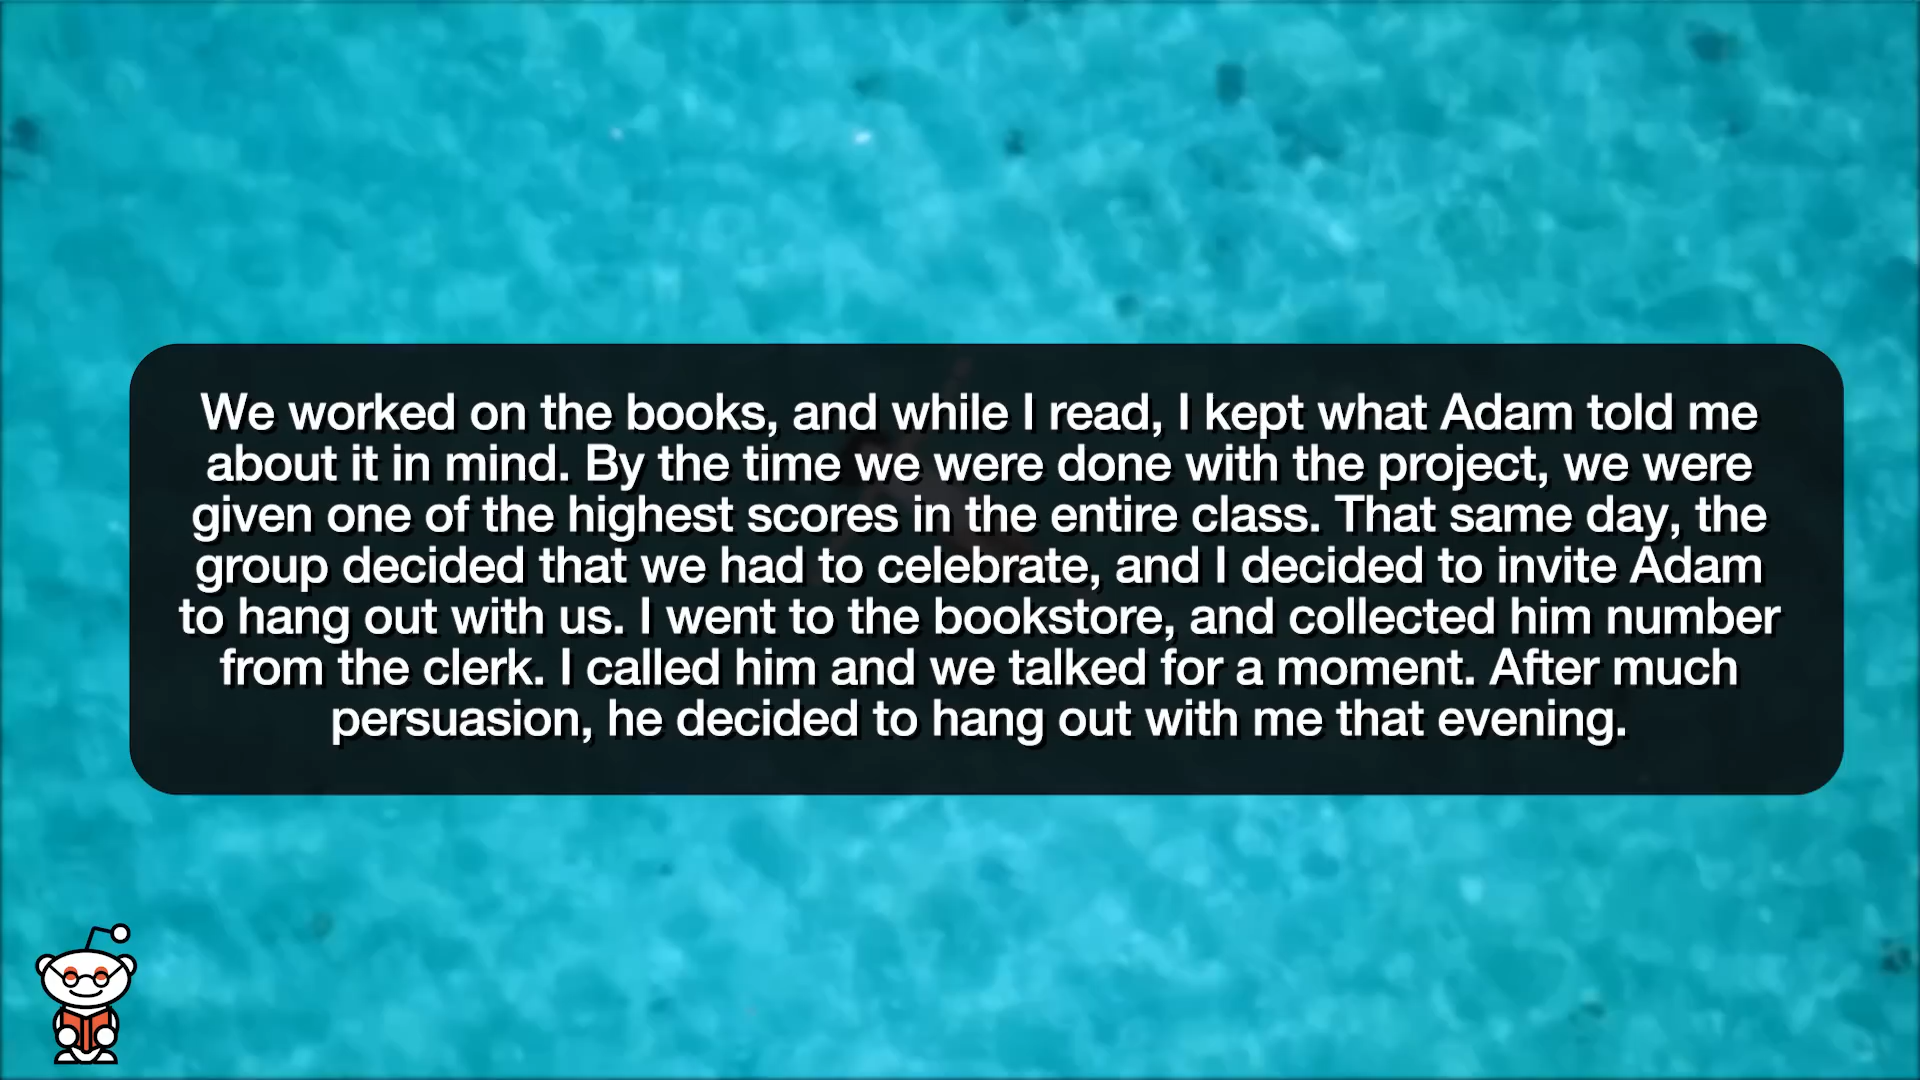 We worked on the books, and while I read, I kept what Adam told me
about it in mind. By the time we were done with the project, we were
given one of the highest scores in the entire class. That same day, the
group decided that we had to celebrate, and I decided to invite Adam
to hang out with us. I went to the bookstore, and collected him number
from the clerk. I called him and we talked for a moment. After much
persuasion, he decided to hang out with me that evening.